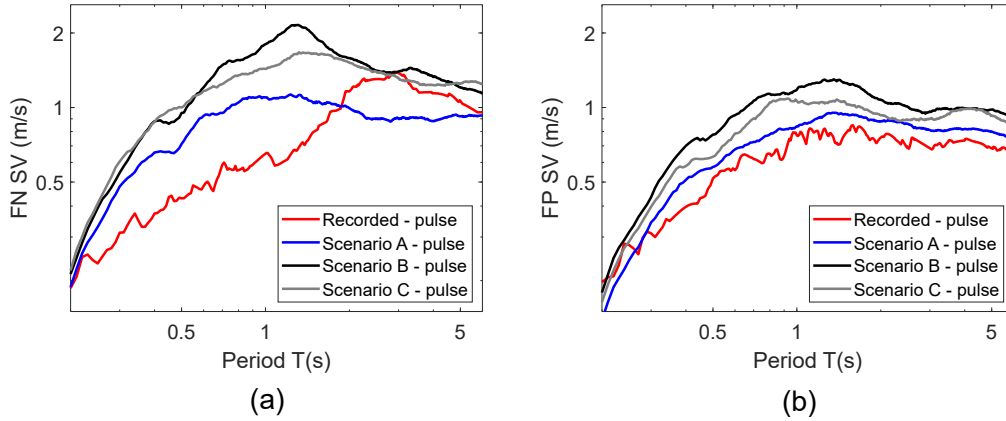 FN SV (m/s)
2
1
0.5
0.5
1
5
Period T(s)
Recorded - pulse
Scenario A - pulse
Scenario B - pulse
Scenario C - pulse
(a)
FP SV (m/s)
2
1
0.5
0.5
1
5
Period T(s)
Recorded - pulse
Scenario A - pulse
Scenario B - pulse
Scenario C - pulse
(b)